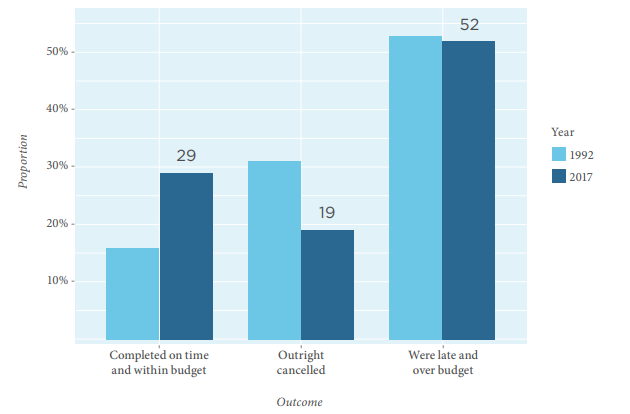 52
50%
40%
Year
Proportion
29
1992
30%
2017
19
20%
10%
Completed on time
and within budget
Outright
cancelled
Were late and
over budget
Outcome